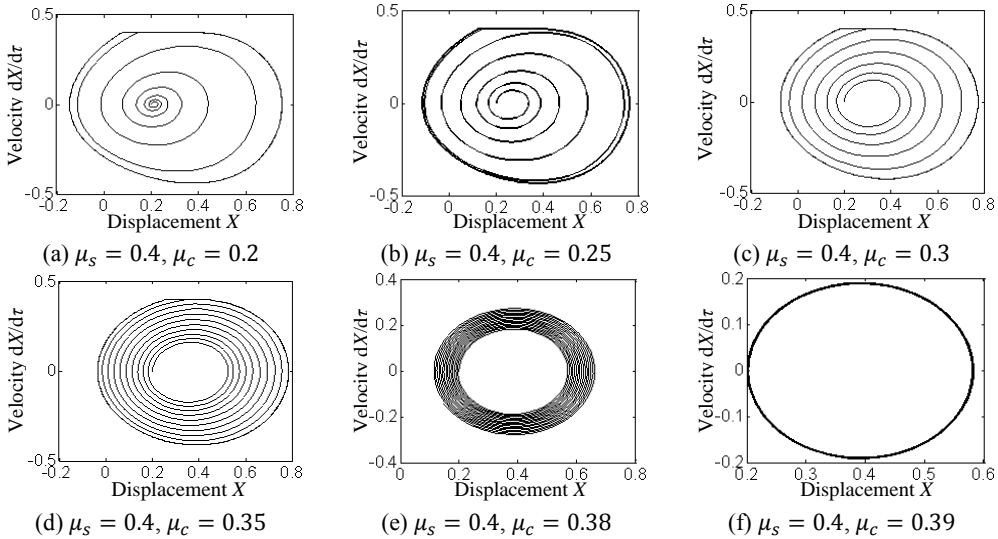 0.5
0
-0.5
-0.2 0 0.2 0.4 0.6 0.8
Velocity dX/dτ
Displacement X
(a) μₛ = 0.4, μ꜀ = 0.2
0.5
0
-0.5
-0.2 0 0.2 0.4 0.6 0.8
Velocity dX/dτ
Displacement X
(b) μₛ = 0.4, μ꜀ = 0.25
0.5
0
-0.5
-0.2 0 0.2 0.4 0.6 0.8
Velocity dX/dτ
Displacement X
(c) μₛ = 0.4, μ꜀ = 0.3
0.5
0
-0.5
-0.2 0 0.2 0.4 0.6 0.8
Velocity dX/dτ
Displacement X
(d) μₛ = 0.4, μ꜀ = 0.35
0.4
0.2
0
-0.2
-0.4
0 0.2 0.4 0.6 0.8
Velocity dX/dτ
Displacement X
(e) μₛ = 0.4, μ꜀ = 0.38
0.2
0.1
0
-0.1
-0.2
0.2 0.3 0.4 0.5 0.6
Velocity dX/dτ
Displacement X
(f) μₛ = 0.4, μ꜀ = 0.39